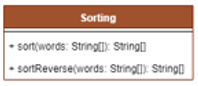 Sorting
+ sort(words: String[]): String[]
+ sortReverse(words: String[]): String[]